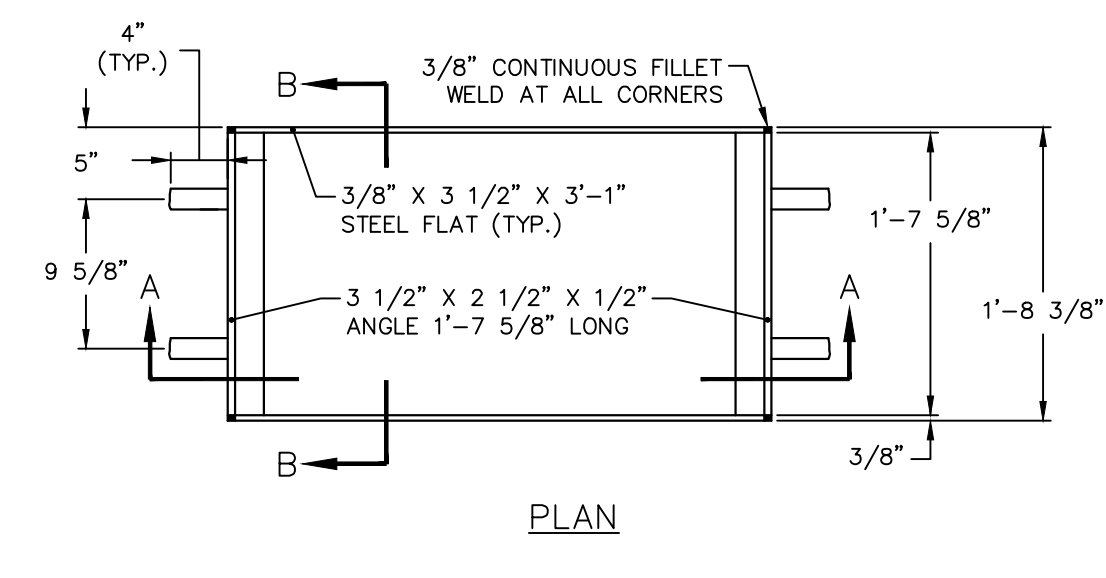 4"
(TYP.)
B
3/8" CONTINUOUS FILLET
WELD AT ALL CORNERS
5"
3/8" X 3 1/2" X 3'-1"
STEEL FLAT (TYP.)
1'-7 5/8"
9 5/8"
A
3 1/2" X 2 1/2" X 1/2"
ANGLE 1'-7 5/8" LONG
A
1'-8 3/8"
B
3/8"
PLAN